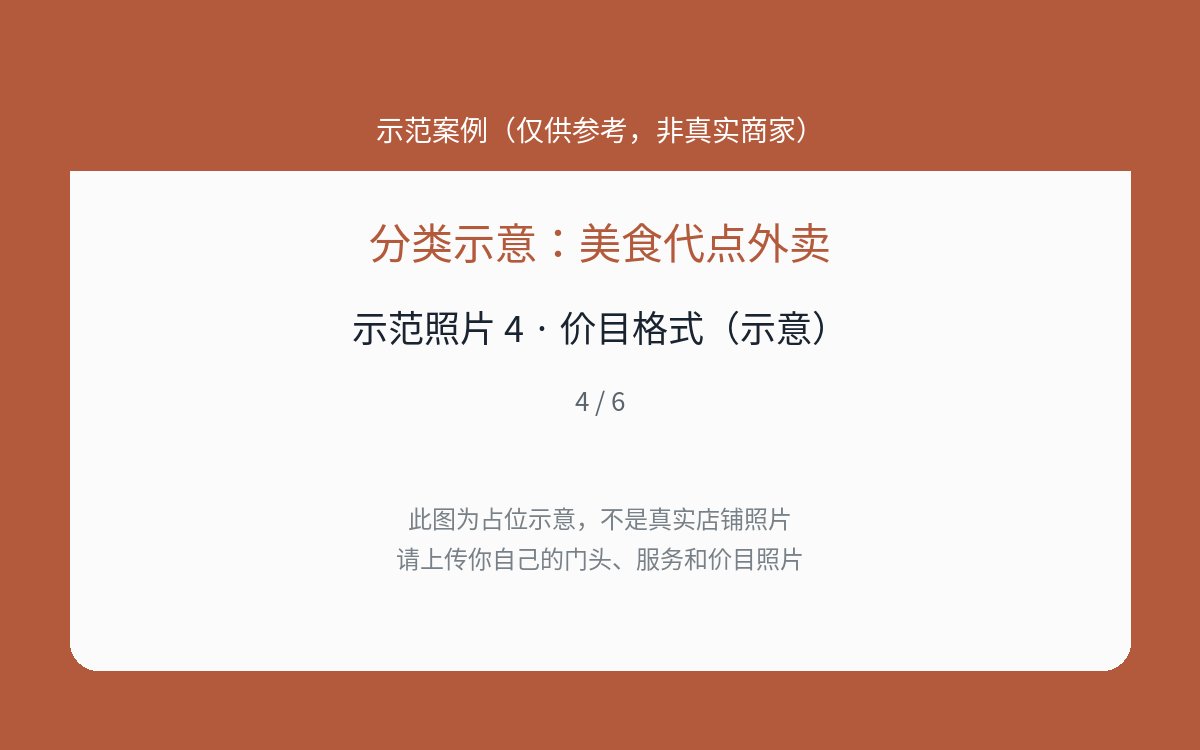 示范案例（仅供参考，非真实商家）
分类示意：美食代点外卖
示范照片 4 · 价目格式（示意）
4 / 6
此图为占位示意，不是真实店铺照片
请上传你自己的门头、服务和价目照片